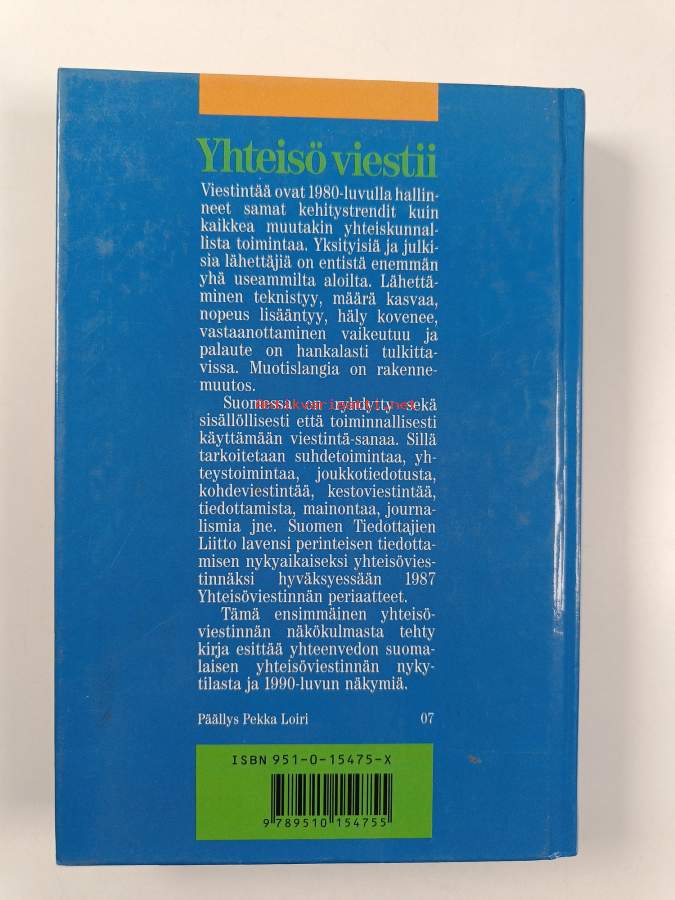 Yhteisö viestii
Viestintää ovat 1980-luvulla hallin-
neet samat kehitystrendit kuin
kaikkea muutakin yhteiskunnal-
lista toimintaa. Yksityisiä ja julki-
sia lähettäjiä on entistä enemmän
yhä useammilta aloilta. Lähettä-
minen teknistyy, määrä kasvaa,
nopeus lisääntyy, häly kovenee,
vastaanottaminen vaikeutuu ja
palaute on hankalasti tulkitta-
vissa. Muotislangia on rakenne-
muutos.
Suomessa on ryhdytty sekä
sisällöllisesti että toiminnallisesti
käyttämään viestintä-sanaa. Sillä
tarkoitetaan suhdetoimintaa, yh-
teystoimintaa, joukkotiedotusta,
kohdeviestintää, kestoviestintää,
tiedottamista, mainontaa, journa-
lismia jne. Suomen Tiedottajien
Liitto lavensi perinteisen tiedotta-
misen nykyaikaiseksi yhteisövies-
tinnäksi hyväksyessään 1987
Yhteisöviestinnän periaatteet.
Tämä ensimmäinen yhteisö-
viestinnän näkökulmasta tehty
kirja esittää yhteenvedon suoma-
laisen yhteisöviestinnän nyky-
tilasta ja 1990-luvun näkymiä.
Päällys Pekka Loiri 07
ISBN 951-0-15475-X
9 789510 154755